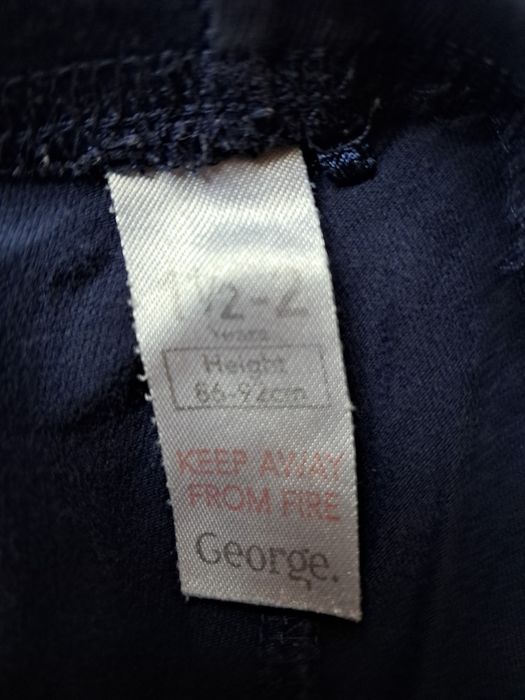 1½-2
Years
Height
86-92cm
KEEP AWAY
FROM FIRE
George.